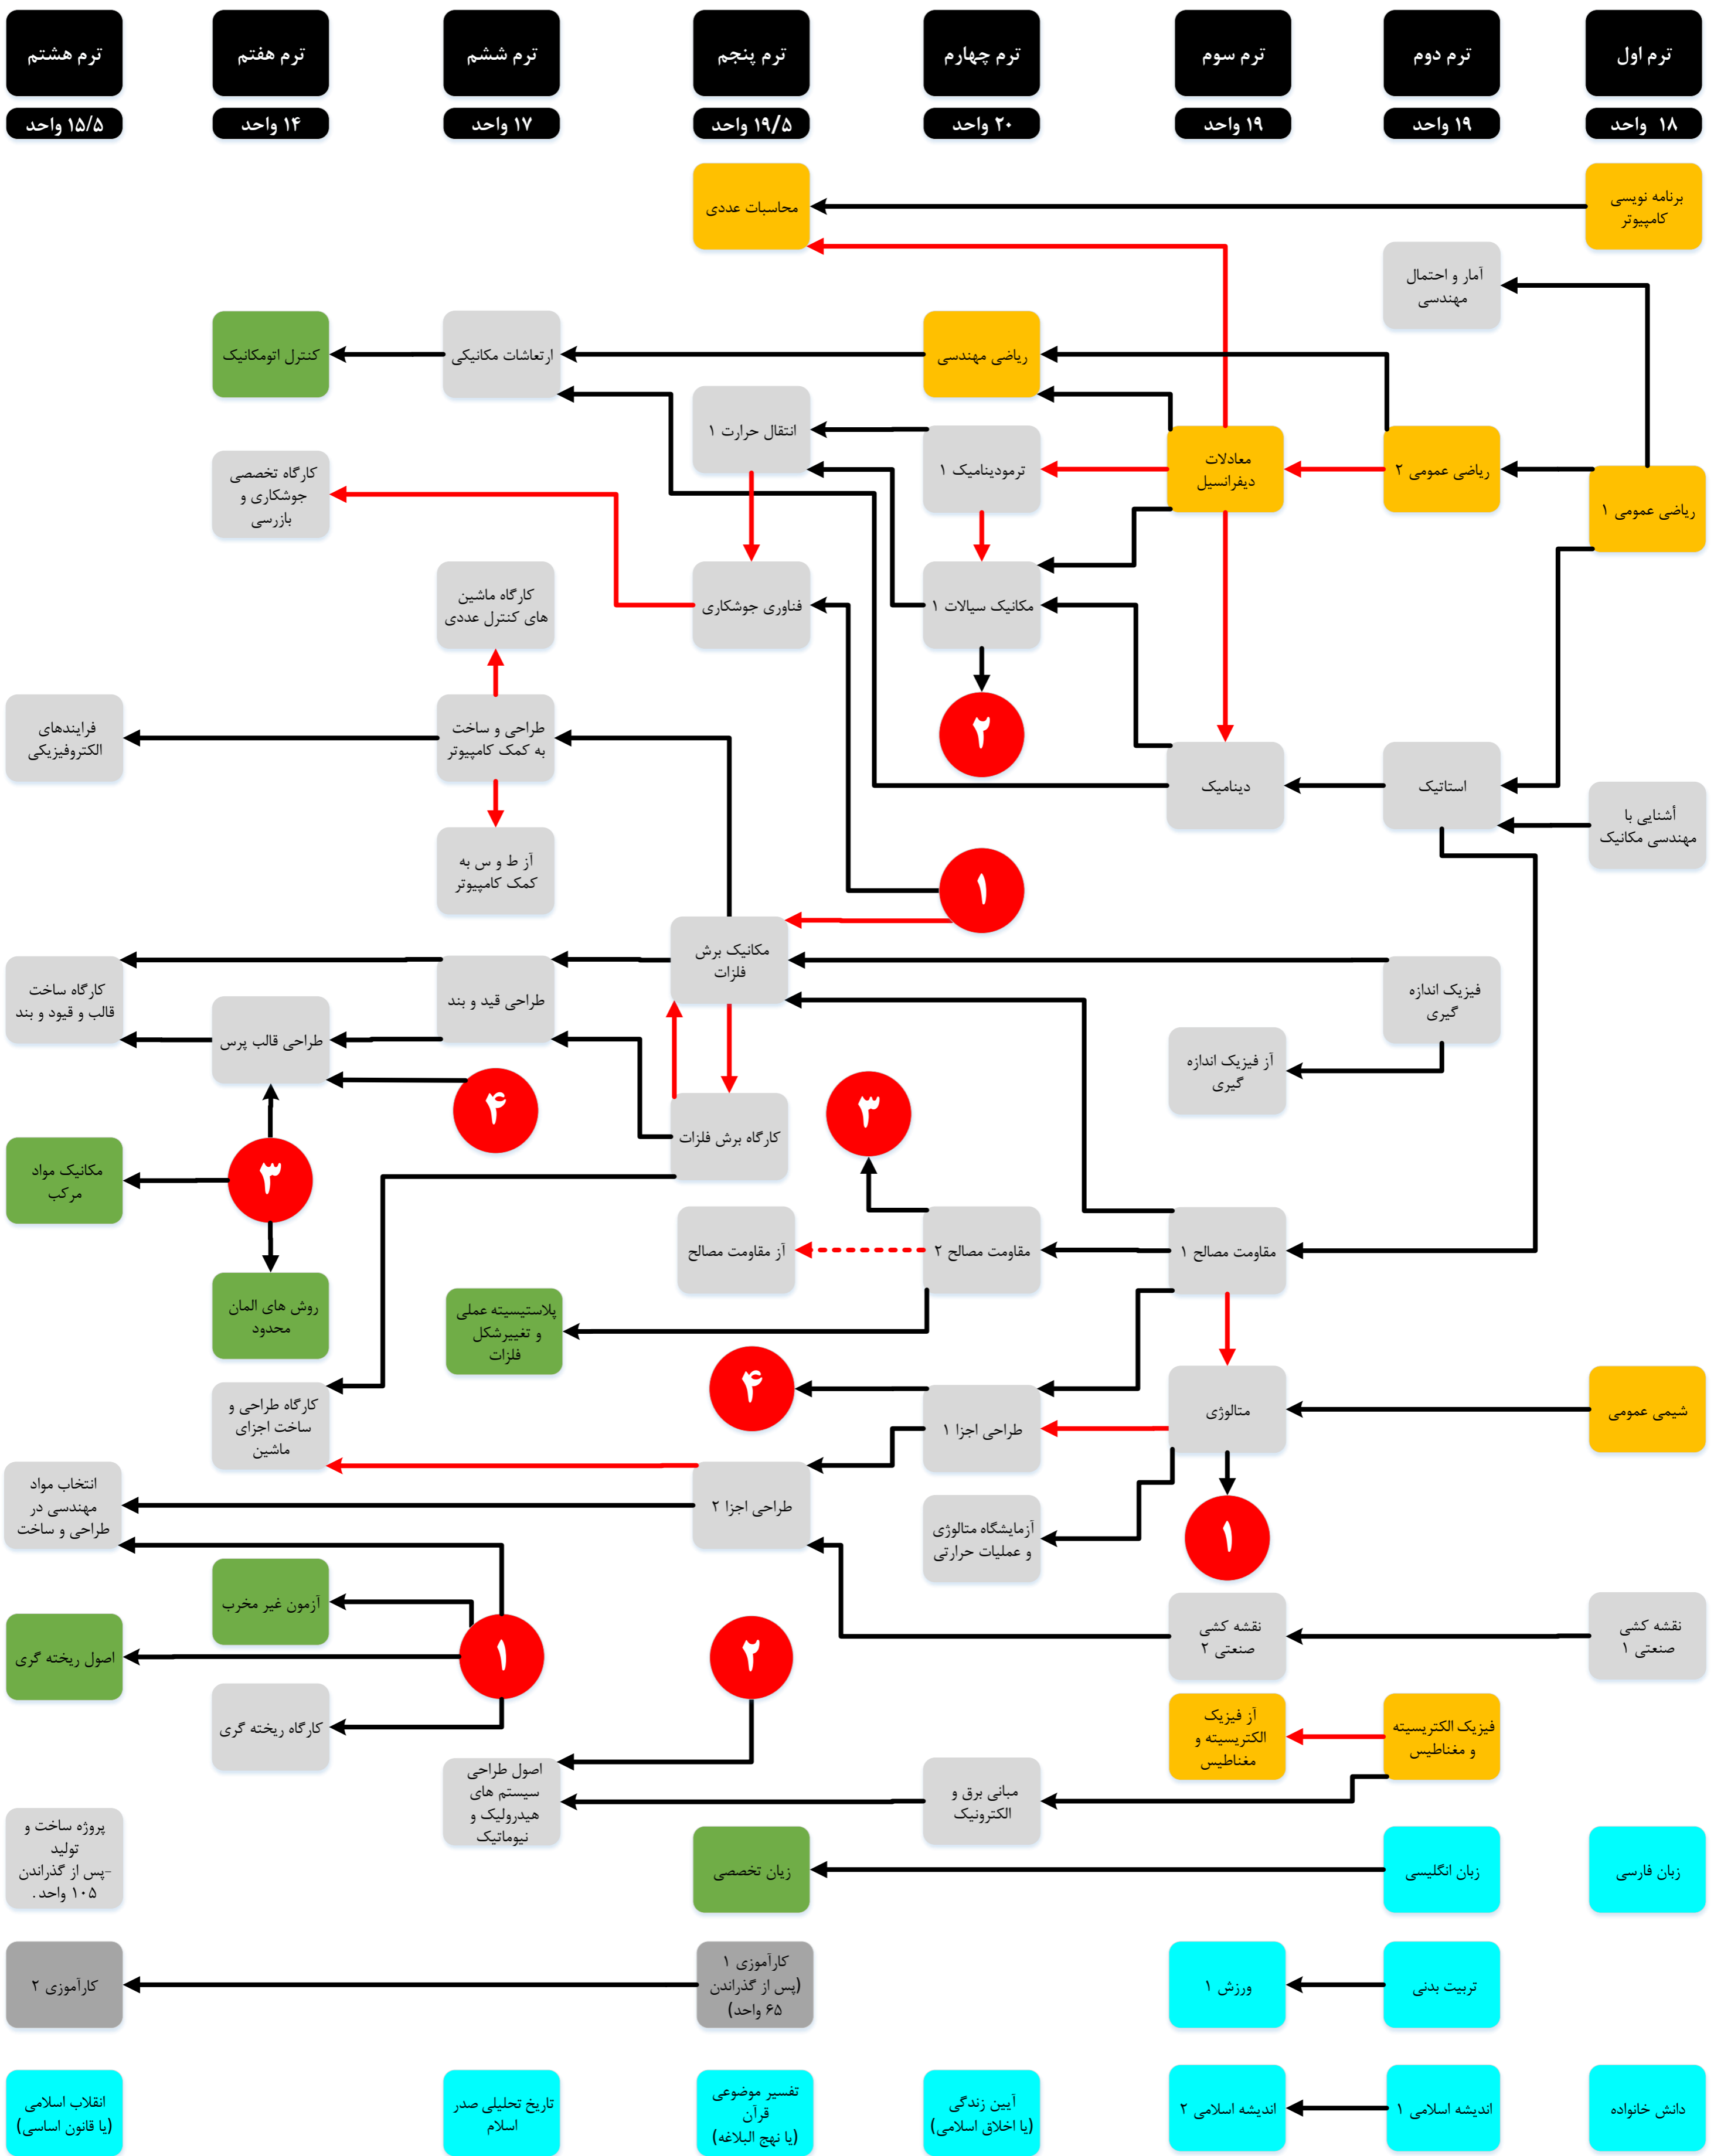 ترم اول
ترم دوم
ترم سوم
ترم چهارم
ترم پنجم
ترم ششم
ترم هفتم
ترم هشتم
۱۸ واحد
۱۹ واحد
۱۹ واحد
۲۰ واحد
۱۹/۵ واحد
۱۷ واحد
۱۴ واحد
۱۵/۵ واحد
برنامه نویسی
کامپیوتر
محاسبات عددی
آمار و احتمال
مهندسی
ریاضی مهندسی
ارتعاشات مکانیکی
کنترل اتومکانیک
ریاضی عمومی ۱
ریاضی عمومی ۲
معادلات
دیفرانسیل
ترمودینامیک ۱
انتقال حرارت ۱
کارگاه تخصصی
جوشکاری و
بازرسی
مکانیک سیالات ۱
فناوری جوشکاری
کارگاه ماشین
های کنترل عددی
۲
طراحی و ساخت
به کمک کامپیوتر
فرایندهای
الکتروفیزیکی
أشنایی با
مهندسی مکانیک
استاتیک
دینامیک
۱
آز ط و س به
کمک کامپیوتر
فیزیک اندازه
گیری
مکانیک برش
فلزات
طراحی قید و بند
کارگاه ساخت
قالب و قیود و بند
آز فیزیک اندازه
گیری
طراحی قالب پرس
۳
۴
کارگاه برش فلزات
۳
مکانیک مواد
مرکب
مقاومت مصالح ۱
مقاومت مصالح ۲
آز مقاومت مصالح
پلاستیسیته عملی
و تغییرشکل
فلزات
روش های المان
محدود
شیمی عمومی
متالوژی
طراحی اجزا ۱
۴
کارگاه طراحی و
ساخت اجزای
ماشین
آزمایشگاه متالوژی
و عملیات حرارتی
طراحی اجزا ۲
انتخاب مواد
مهندسی در
طراحی و ساخت
۱
آزمون غیر مخرب
نقشه کشی
صنعتی ۱
نقشه کشی
صنعتی ۲
۲
۱
اصول ریخته گری
کارگاه ریخته گری
فیزیک الکتریسیته
و مغناطیس
آز فیزیک
الکتریسیته و
مغناطیس
مبانی برق و
الکترونیک
اصول طراحی
سیستم های
هیدرولیک و
نیوماتیک
پروژه ساخت و
تولید
-پس از گذراندن
۱۰۵ واحد.
زبان فارسی
زبان انگلیسی
زیان تخصصی
تربیت بدنی
ورزش ۱
کارآموزی ۱
(پس از گذراندن
۶۵ واحد)
کارآموزی ۲
دانش خانواده
اندیشه اسلامی ۱
اندیشه اسلامی ۲
آیین زندگی
(یا اخلاق اسلامی)
تفسیر موضوعی
قرآن
(یا نهج البلاغه)
تاریخ تحلیلی صدر
اسلام
انقلاب اسلامی
(یا قانون اساسی)